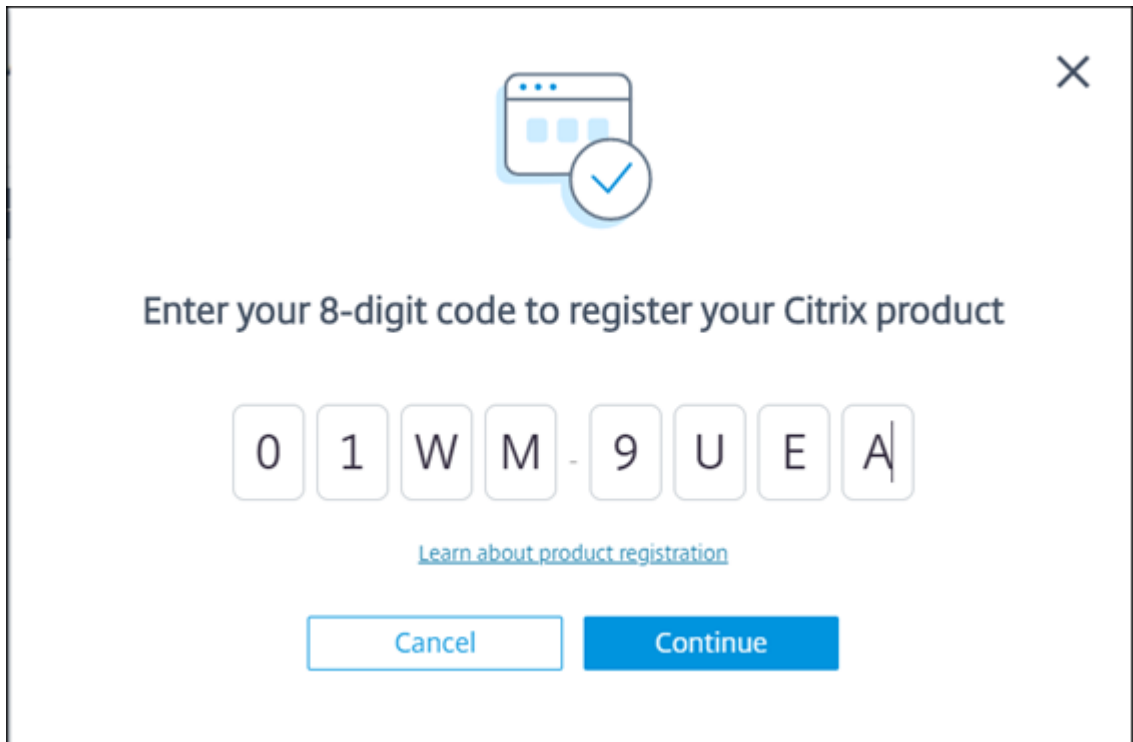 Enter your 8-digit code to register your Citrix product
0 1 W M - 9 U E A
Learn about product registration
Cancel Continue